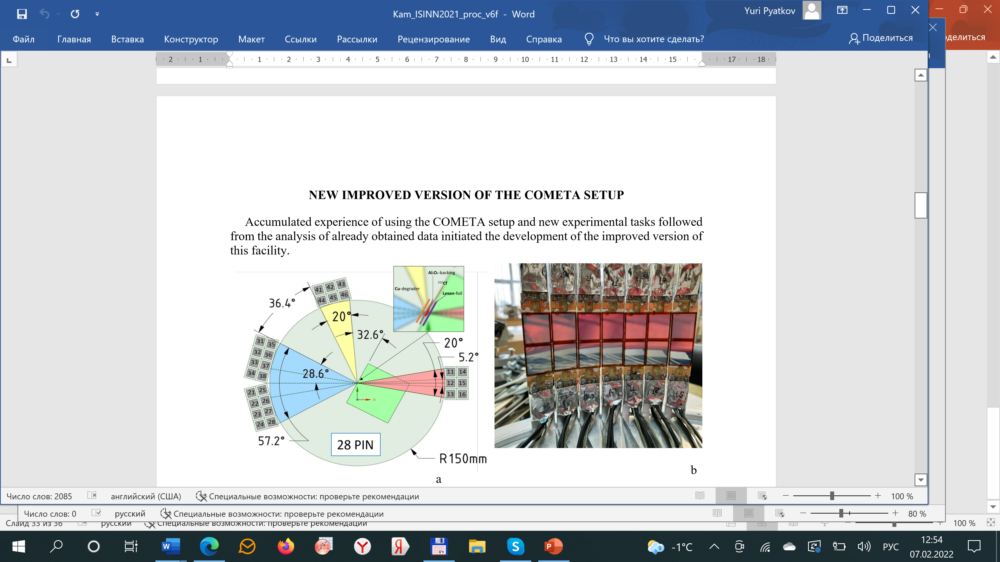 Kam_ISINN2021_proc_v6f - Word
Yuri Pyatkov
Файл Главная Вставка Конструктор Макет Ссылки Рассылки Рецензирование Вид Справка Что вы хотите сделать? Поделиться
делиться
2 1 1 2 3 4 5 6 7 8 9 10 11 12 13 14 15 17 18
NEW IMPROVED VERSION OF THE COMETA SETUP
Accumulated experience of using the COMETA setup and new experimental tasks followed
from the analysis of already obtained data initiated the development of the improved version of
this facility.
Al₂O₃-backing
²⁵²Cf
Cu-degrader
Lexan-foil
41 42 43
44 45 46
36.4°
20°
32.6°
20°
5.2°
31 35
32 36
33 37
34 38
28.6°
11 14
12 15
13 16
x
21 25
22 26
23 27
24 28
57.2°
28 PIN
R150mm
24 21 20 17 16
26 23 18 15
a
b
Число слов: 2085 английский (США) Специальные возможности: проверьте рекомендации 100 %
Число слов: 0 русский Специальные возможности: проверьте рекомендации 80 %
Слайд 33 из 36 русский Специальные возможности: проверьте рекомендации 100 %
-1°C РУС 12:54
07.02.2022